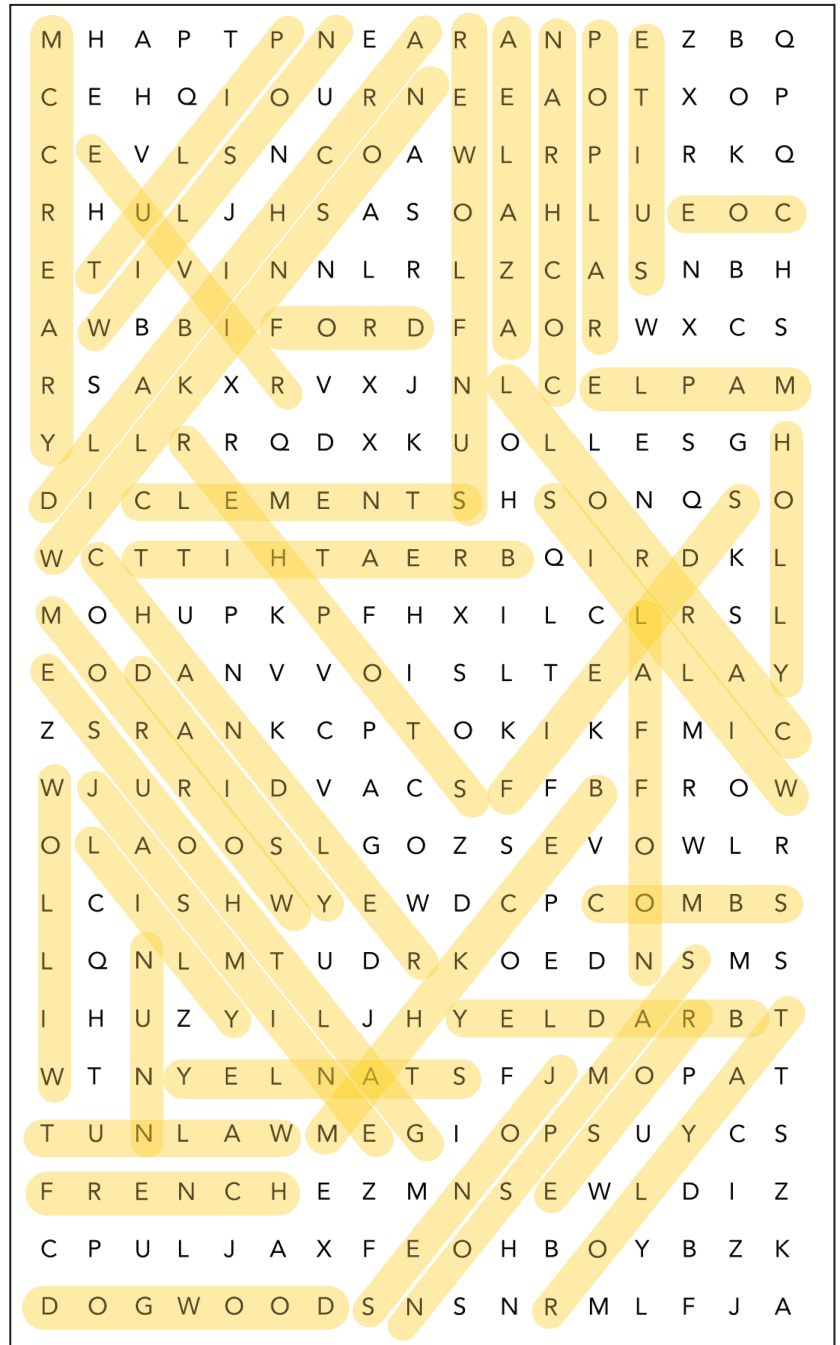 M H A P T P N E A R A N P E Z B Q
C E H Q I O U R N E E A O T X O P
C E V L S N C O A W L R P I R K Q
R H U L J H S A S O A H L U E O C
E T I V I N N L R L Z C A S N B H
A W B B I F O R D F A O R W X C S
R S A K X R V X J N L C E L P A M
Y L L R R Q D X K U O L L E S G H
D I C L E M E N T S H S O N Q S O
W C T T I H T A E R B Q I R D K L
M O H U P K P F H X I L C L R S L
E O D A N V V O I S L T E A L A Y
Z S R A N K C P T O K I K F M I C
W J U R I D V A C S F F B F R O W
O L A O O S L G O Z S E V O W L R
L C I S H W Y E W D C P C O M B S
L Q N L M T U D R K O E D N S M S
I H U Z Y I L J H Y E L D A R B T
W T N Y E L N A T S F J M O P A T
T U N L A W M E G I O P S U Y C S
F R E N C H E Z M N S E W L D I Z
C P U L J A X F E O H B O Y B Z K
D O G W O O D S N S N R M L F J A